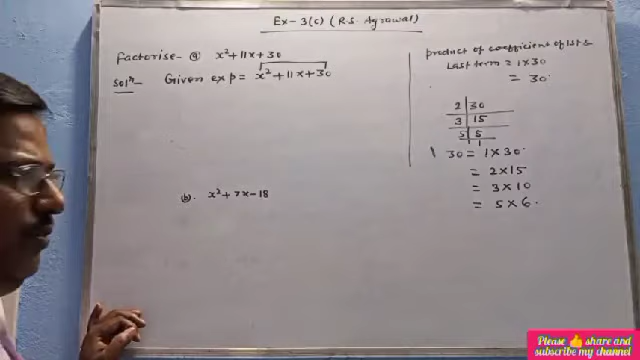 Ex-3(c) (R.S. Agrawal)
Factorise- @ x²+11x+30
Solⁿ- Given exp = x²+11x+30
(b). x²+7x-18
product of coefficient of 1st &
Last term = 1×30
= 30.
2 | 30
3 | 15
5 | 5
1
30 = 1×30.
= 2×15
= 3×10
= 5×6.
Please 👍 share and
subscribe my channel